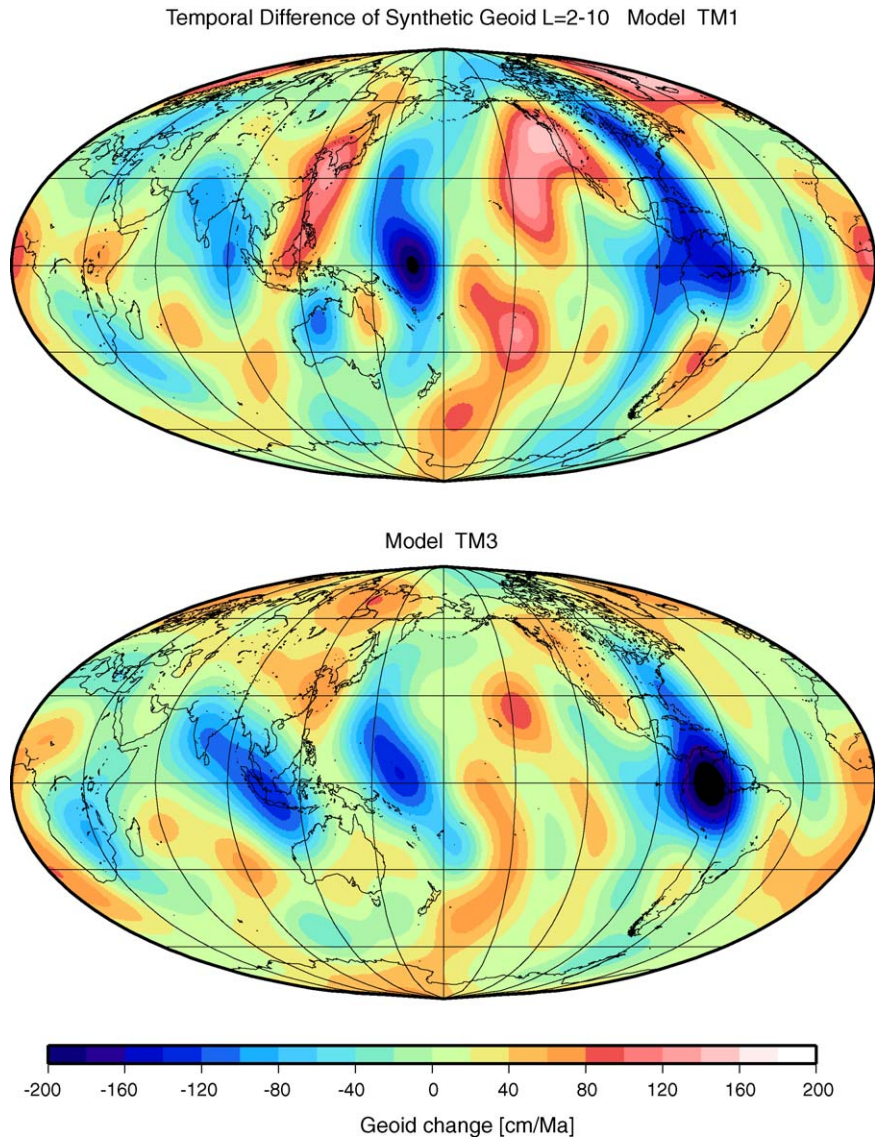 Temporal Difference of Synthetic Geoid L=2-10 Model TM1
Model TM3
-200 -160 -120 -80 -40 0 40 80 120 160 200
Geoid change [cm/Ma]